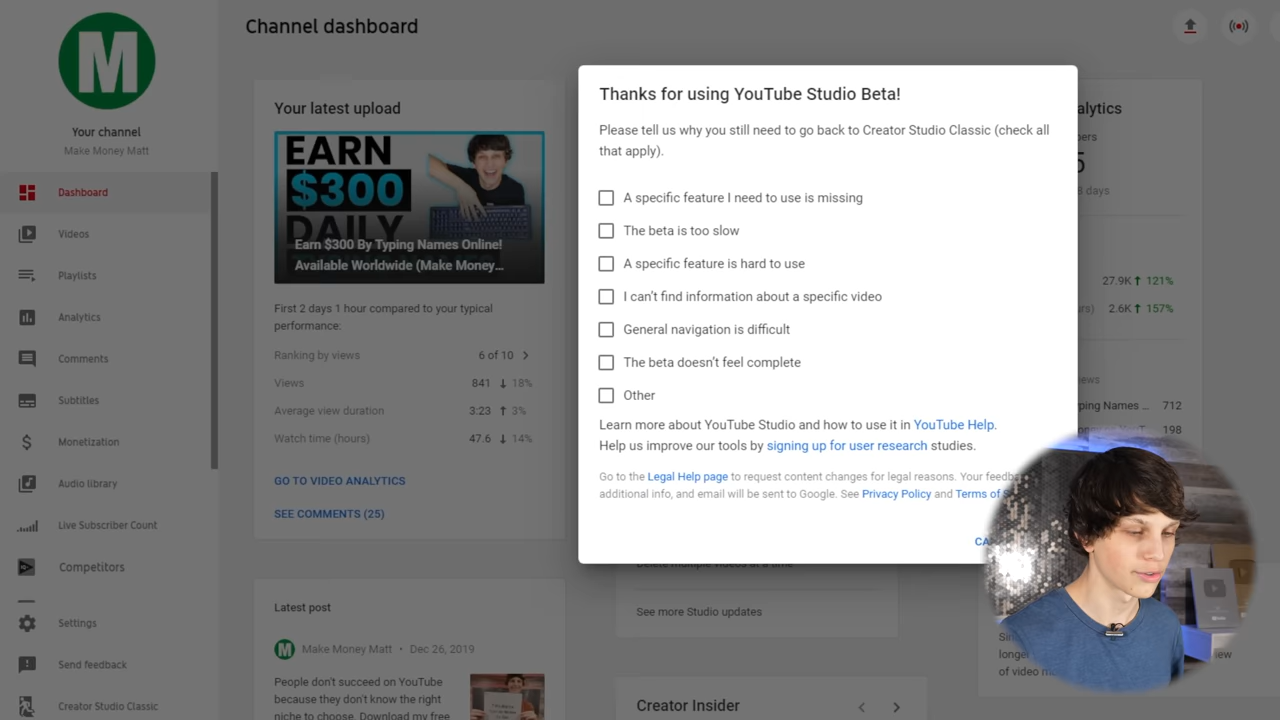 M
Your channel
Make Money Matt
Dashboard
Videos
Playlists
Analytics
Comments
Subtitles
Monetization
Audio library
Live Subscriber Count
Competitors
Settings
Send feedback
Creator Studio Classic
Channel dashboard
Your latest upload
EARN
$300
DAILY
Earn $300 By Typing Names Online!
Available Worldwide (Make Money...
First 2 days 1 hour compared to your typical
performance:
Ranking by views 6 of 10
Views 841 ↓ 18%
Average view duration 3:23 ↑ 3%
Watch time (hours) 47.6 ↓ 14%
GO TO VIDEO ANALYTICS
SEE COMMENTS (25)
Latest post
M Make Money Matt • Dec 26, 2019
People don't succeed on YouTube
because they don't know the right
niche to choose. Download my free
Thanks for using YouTube Studio Beta!
Please tell us why you still need to go back to Creator Studio Classic (check all
that apply).
A specific feature I need to use is missing
The beta is too slow
A specific feature is hard to use
I can't find information about a specific video
General navigation is difficult
The beta doesn't feel complete
Other
Learn more about YouTube Studio and how to use it in YouTube Help.
Help us improve our tools by signing up for user research studies.
Go to the Legal Help page to request content changes for legal reasons. Your
additional info, and email will be sent to Google. See Privacy Policy and Terms of
Delete multiple videos at a time
See more Studio updates
Creator Insider
27.9K ↑ 121%
2.6K ↑ 157%
712
198
days
Names ...
of video